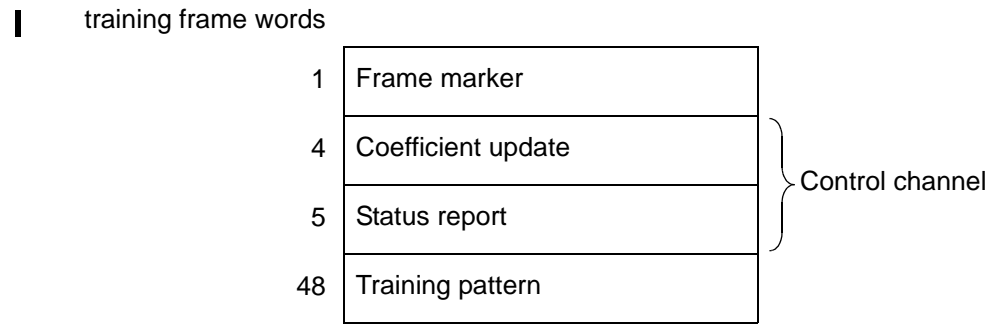 training frame words
1 Frame marker
4 Coefficient update
Control channel
5 Status report
48 Training pattern